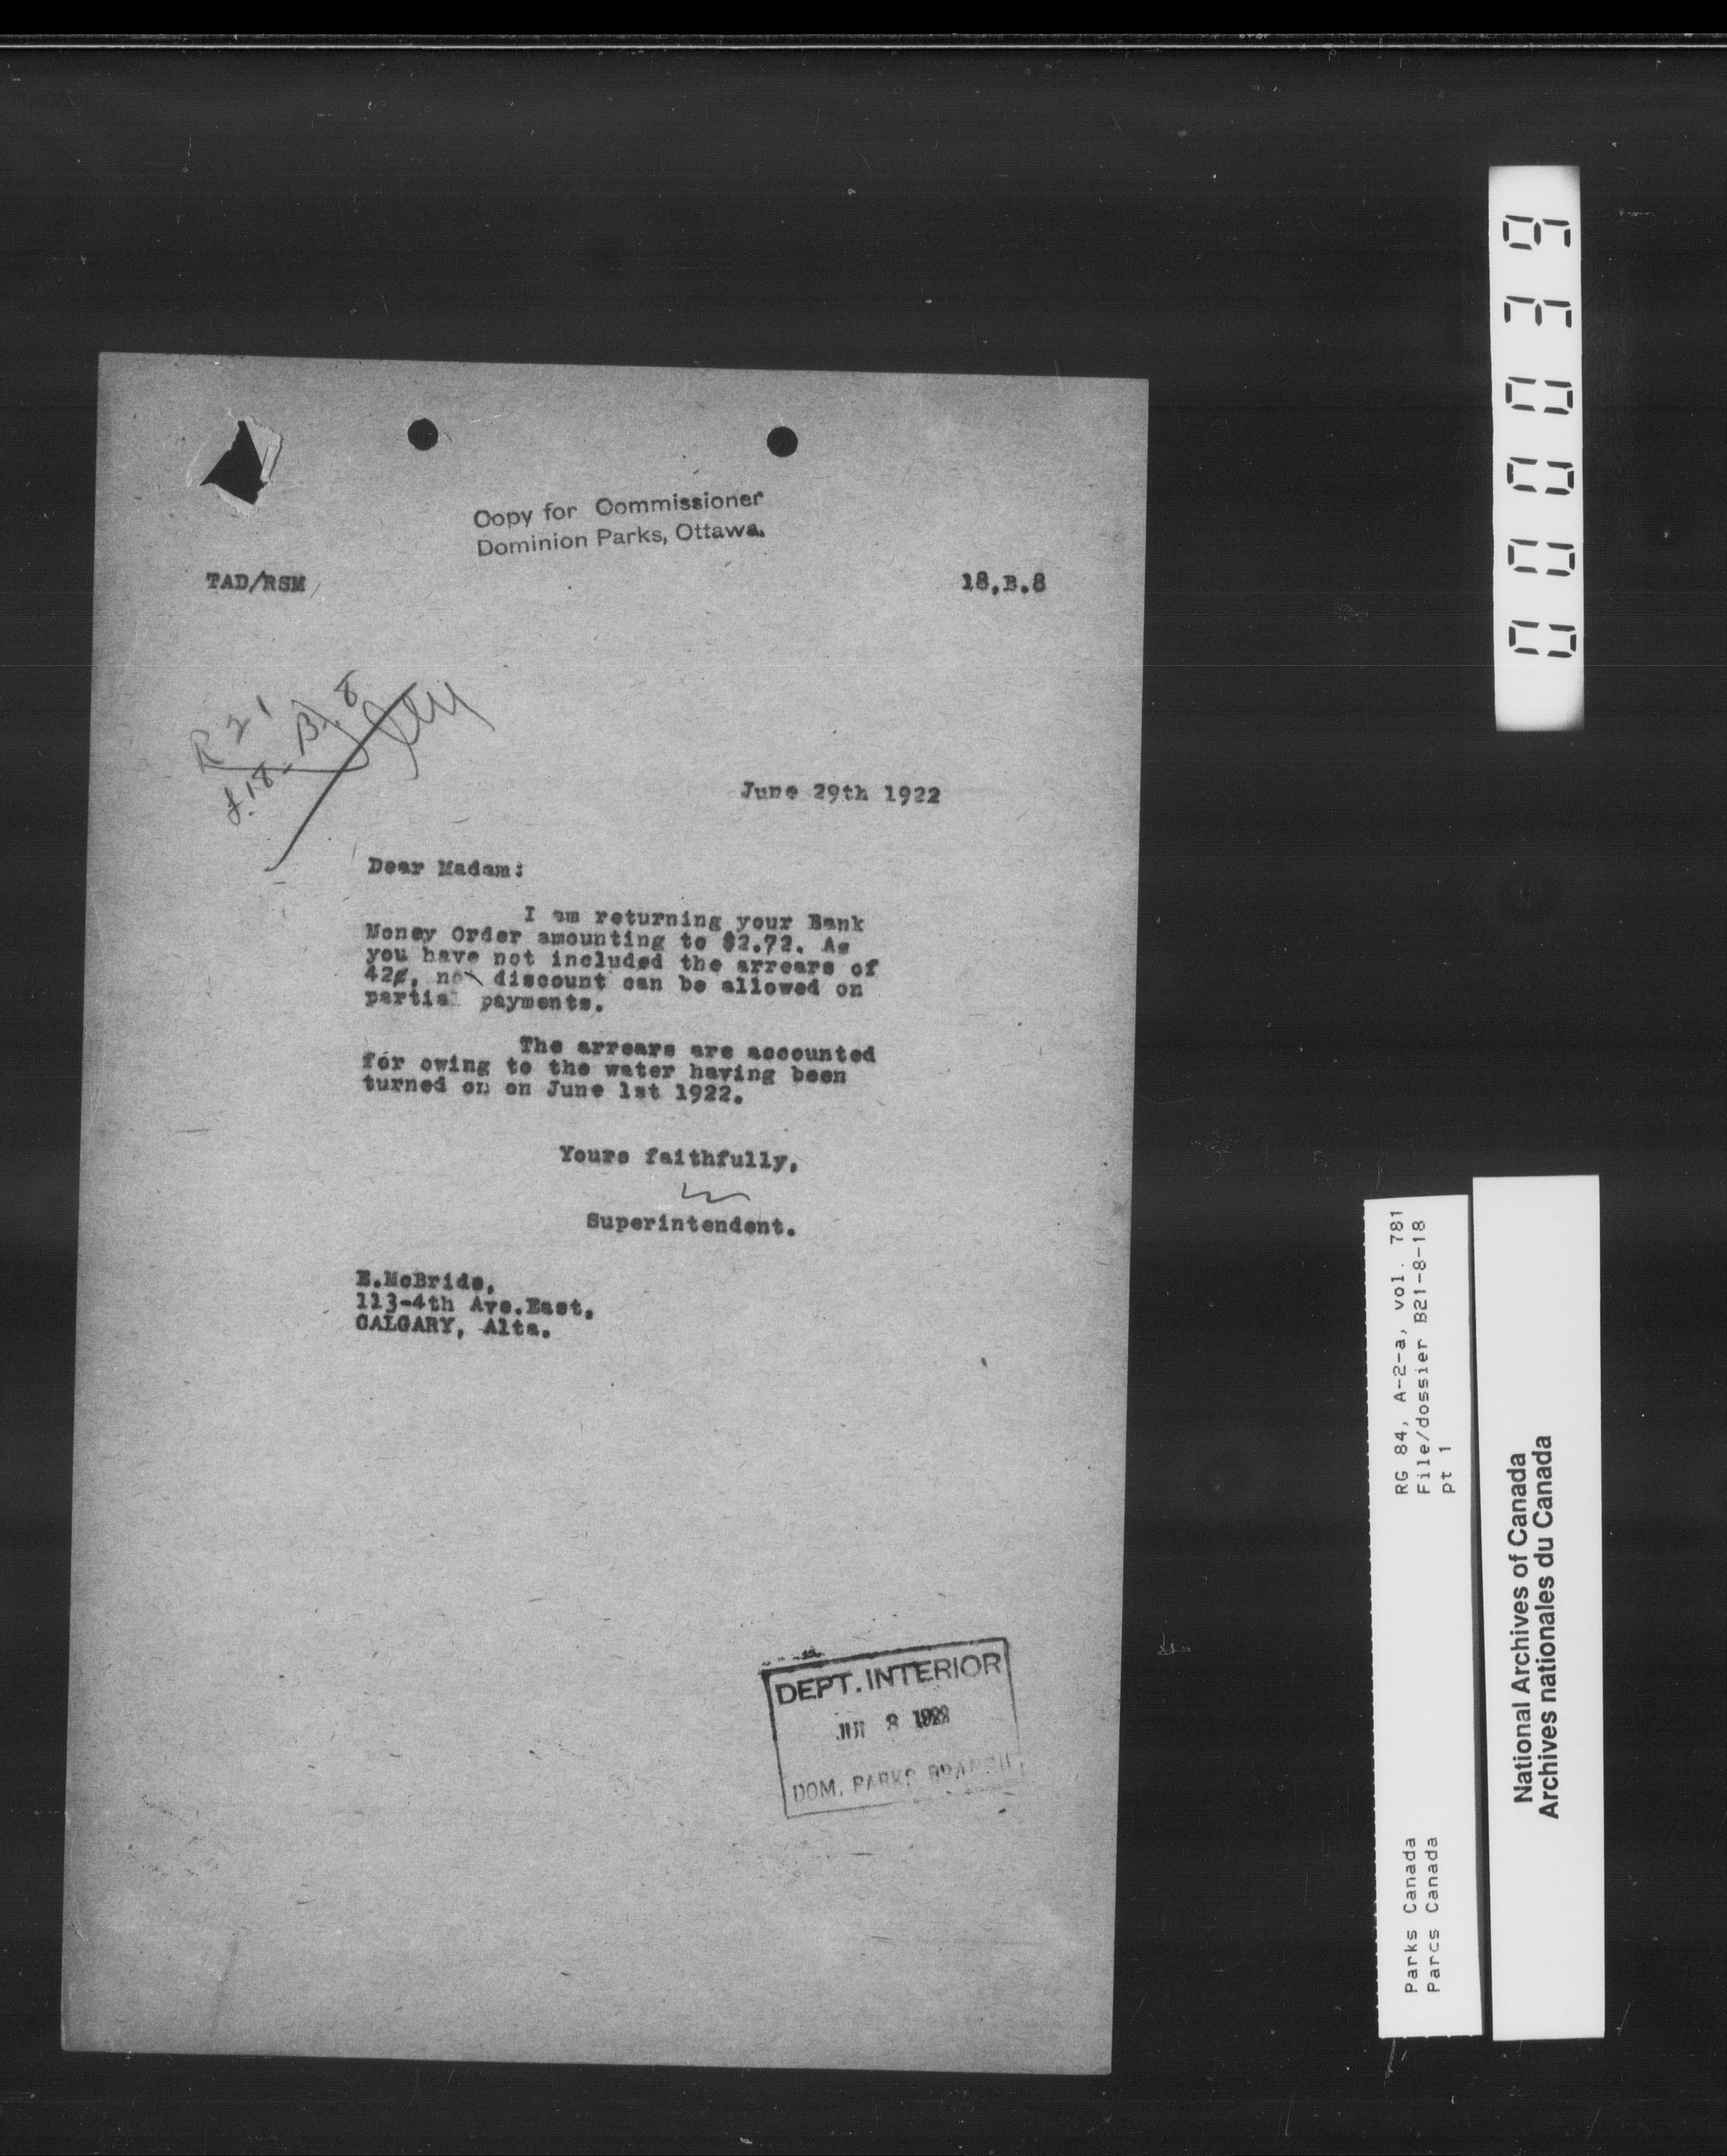 Copy for Commissioner
Dominion Parks, Ottawa.
TAD/RSM
18.B.8
R 21
L.18-B.8
June 29th 1922
Dear Madam:
I am returning your Bank
Money Order amounting to $2.72. As
you have not included the arrears of
42¢, no discount can be allowed on
partial payments.
The arrears are accounted
for owing to the water having been
turned on on June 1st 1922.
Yours faithfully,
Superintendent.
E.McBride,
113-4th Ave.East,
CALGARY, Alta.
DEPT. INTERIOR
8 1922
DOM. PARKS BRANCH
000039
RG 84, A-2-a, vol. 781
File/dossier B21-8-18
pt 1
Parks Canada
Parcs Canada
National Archives of Canada
Archives nationales du Canada